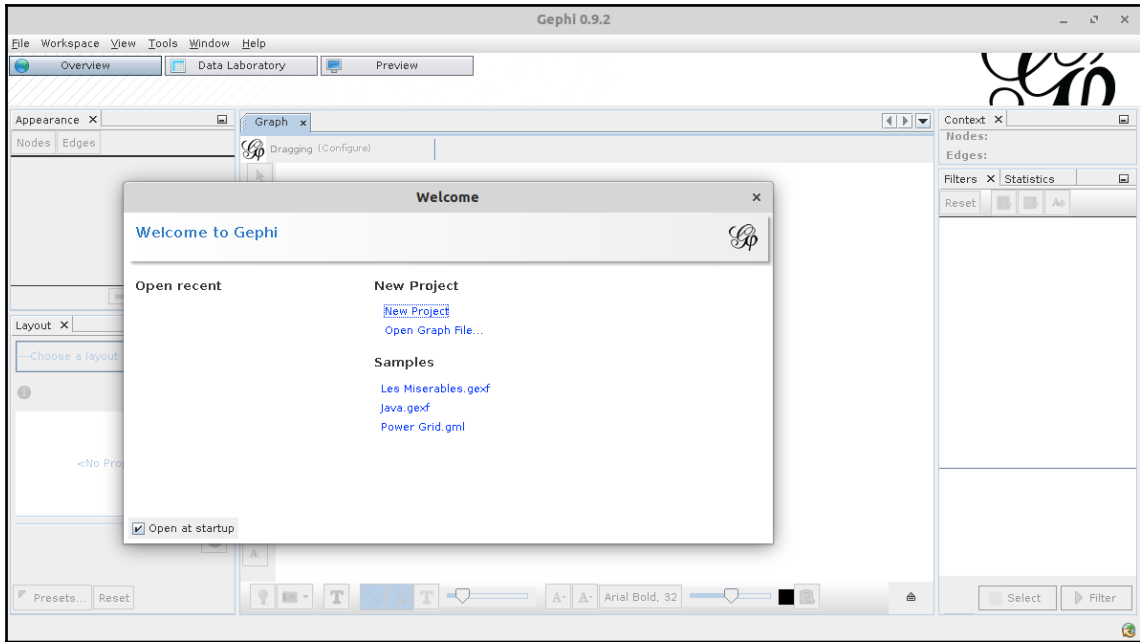 Gephi 0.9.2
File Workspace View Tools Window Help
Overview Data Laboratory Preview
Appearance
Nodes Edges
Graph
Dragging (Configure)
Context
Nodes:
Edges:
Filters Statistics
Reset
Welcome
Welcome to Gephi
Open recent
New Project
New Project
Open Graph File...
Samples
Les Miserables.gexf
Java.gexf
Power Grid.gml
Open at startup
Layout
---Choose a layout
<No Pro
Presets... Reset
T T A- A- Arial Bold, 32
Select Filter